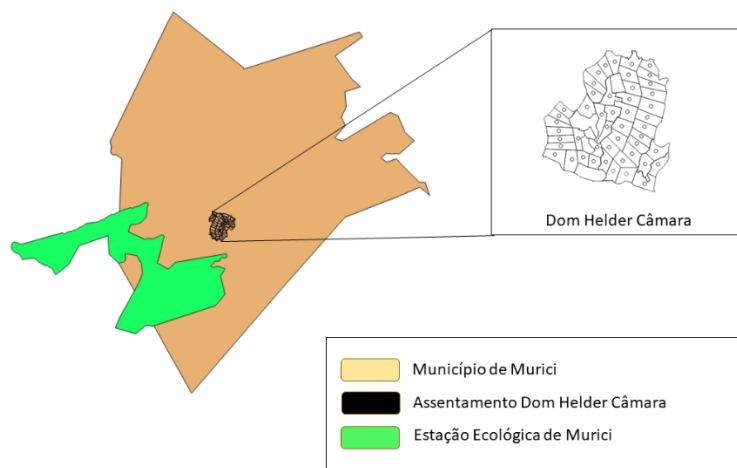 Dom Helder Câmara
Município de Murici
Assentamento Dom Helder Câmara
Estação Ecológica de Murici